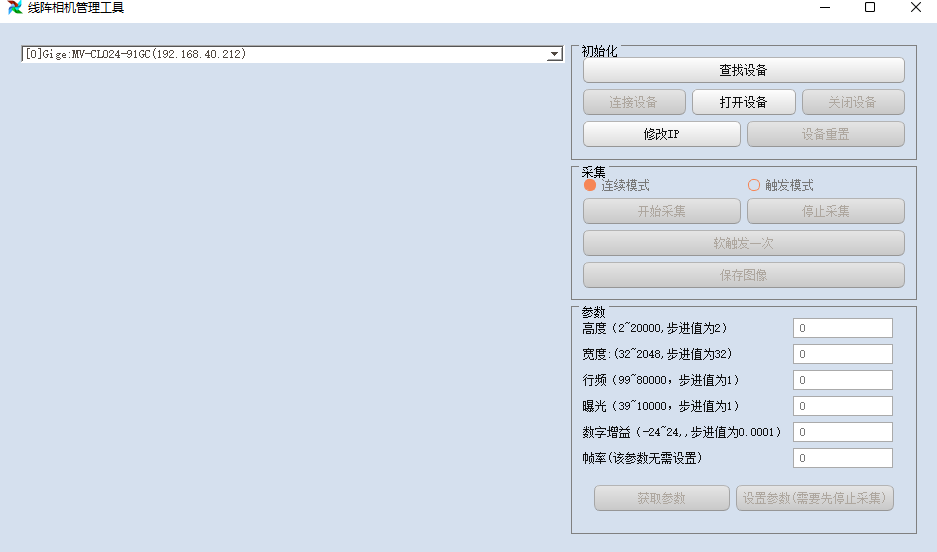 线阵相机管理工具
[0]Gige:MV-CL024-91GC(192.168.40.212)
初始化
查找设备
连接设备 打开设备 关闭设备
修改IP 设备重置
采集
连续模式 触发模式
开始采集 停止采集
软触发一次
保存图像
参数
高度（2~20000,步进值为2） 0
宽度:(32~2048,步进值为32) 0
行频（99~80000，步进值为1） 0
曝光（39~10000，步进值为1） 0
数字增益（-24~24,,步进值为0.0001） 0
帧率(该参数无需设置) 0
获取参数 设置参数(需要先停止采集)